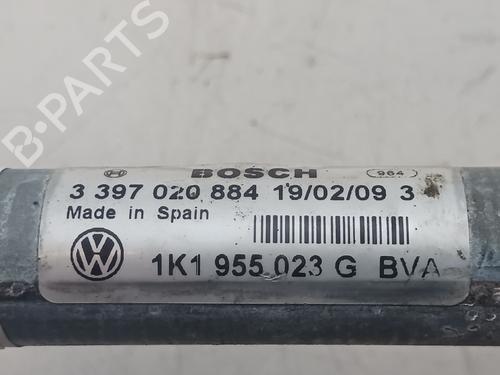 B-PARTS
BOSCH 964
3 397 020 884 19/02/09 3
Made in Spain
1K1 955 023 G BVA